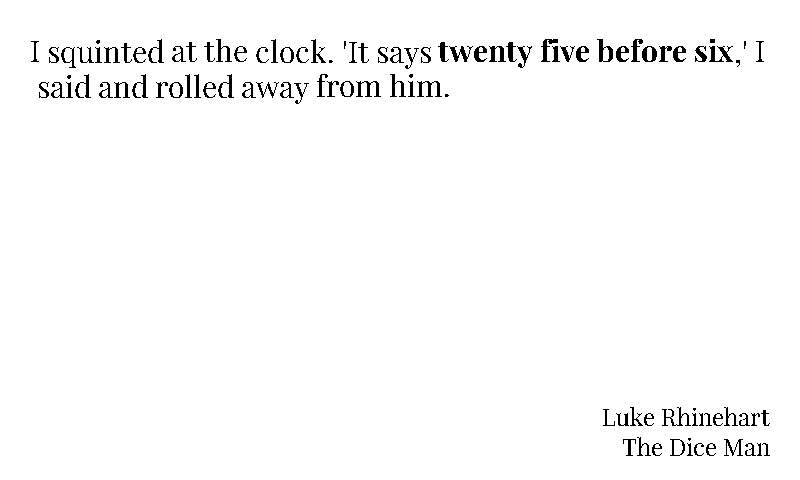 I squinted at the clock. 'It says twenty five before six,' I
said and rolled away from him.
Luke Rhinehart
The Dice Man